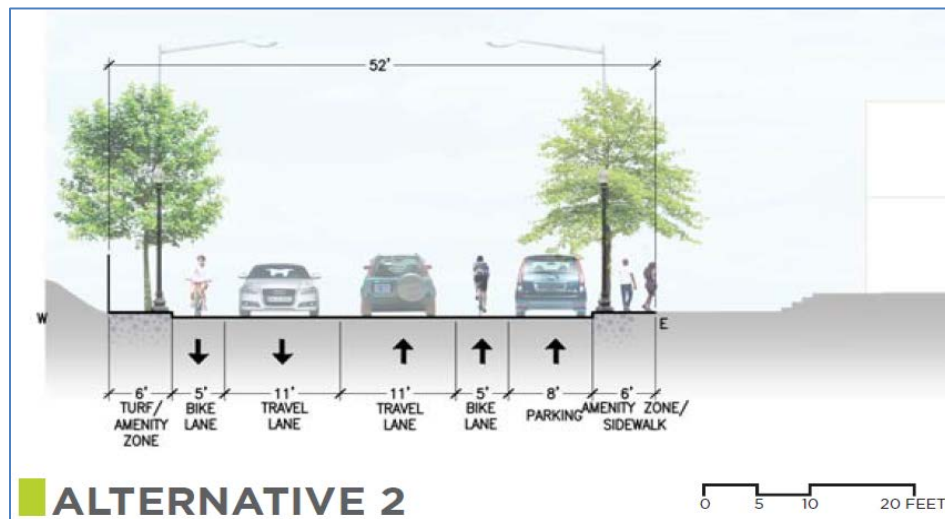 52'
W
E
6' 5' 11' 11' 5' 8' 6'
TURF/
AMENITY
ZONE
BIKE
LANE
TRAVEL
LANE
TRAVEL
LANE
BIKE
LANE
PARKING
AMENITY ZONE/
SIDEWALK
ALTERNATIVE 2
0 5 10 20 FEET